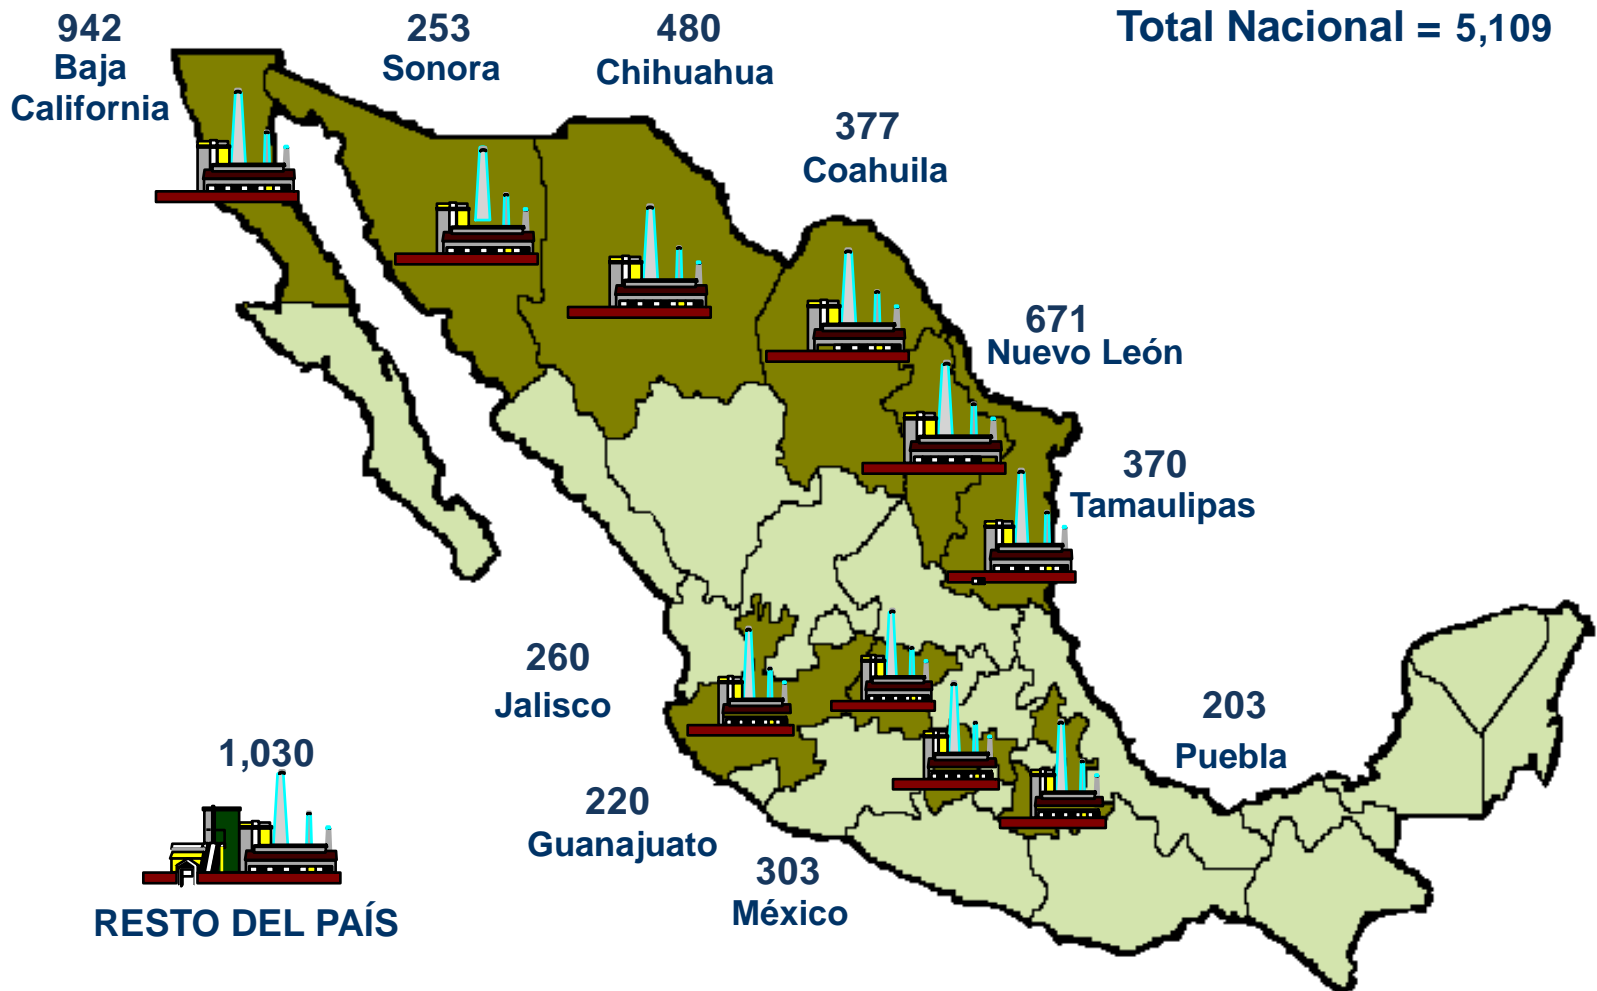 Total Nacional = 5,109
942
Baja
California
253
Sonora
480
Chihuahua
377
Coahuila
671
Nuevo León
370
Tamaulipas
260
Jalisco
203
Puebla
1,030
RESTO DEL PAÍS
220
Guanajuato
303
México